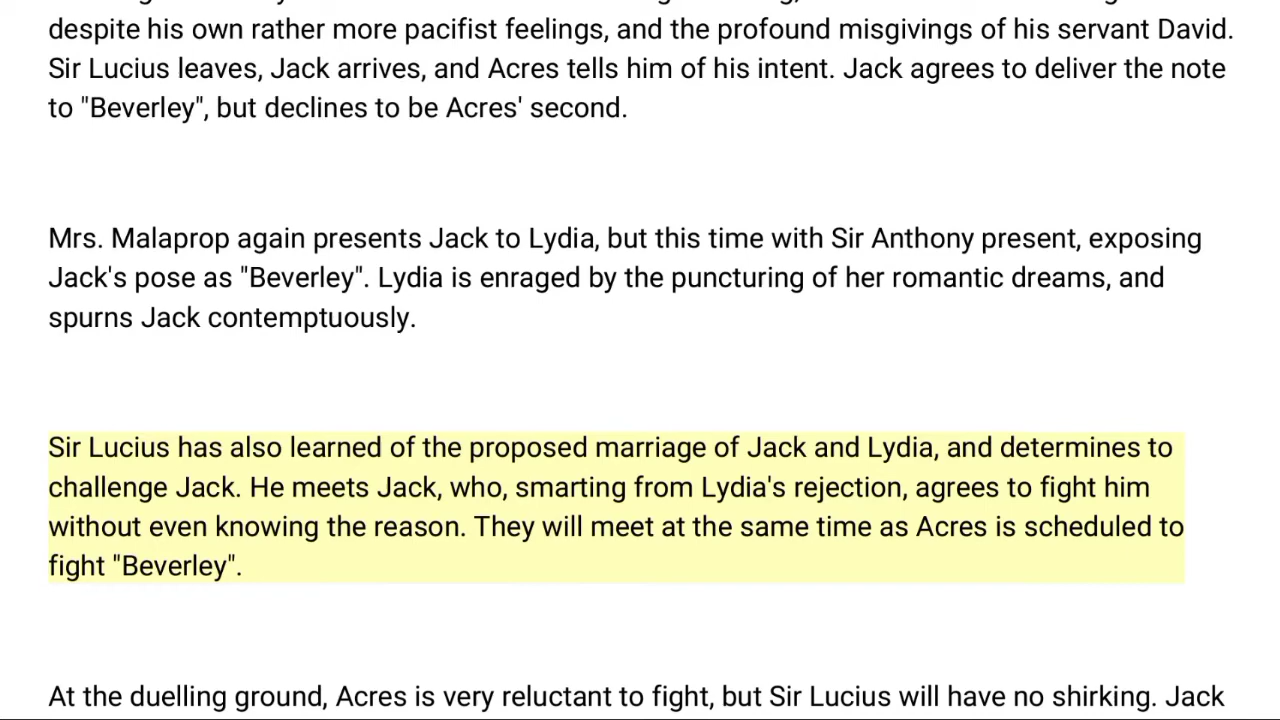 despite his own rather more pacifist feelings, and the profound misgivings of his servant David.
Sir Lucius leaves, Jack arrives, and Acres tells him of his intent. Jack agrees to deliver the note
to "Beverley", but declines to be Acres' second.
Mrs. Malaprop again presents Jack to Lydia, but this time with Sir Anthony present, exposing
Jack's pose as "Beverley". Lydia is enraged by the puncturing of her romantic dreams, and
spurns Jack contemptuously.
Sir Lucius has also learned of the proposed marriage of Jack and Lydia, and determines to
challenge Jack. He meets Jack, who, smarting from Lydia's rejection, agrees to fight him
without even knowing the reason. They will meet at the same time as Acres is scheduled to
fight "Beverley".
At the duelling ground, Acres is very reluctant to fight, but Sir Lucius will have no shirking. Jack